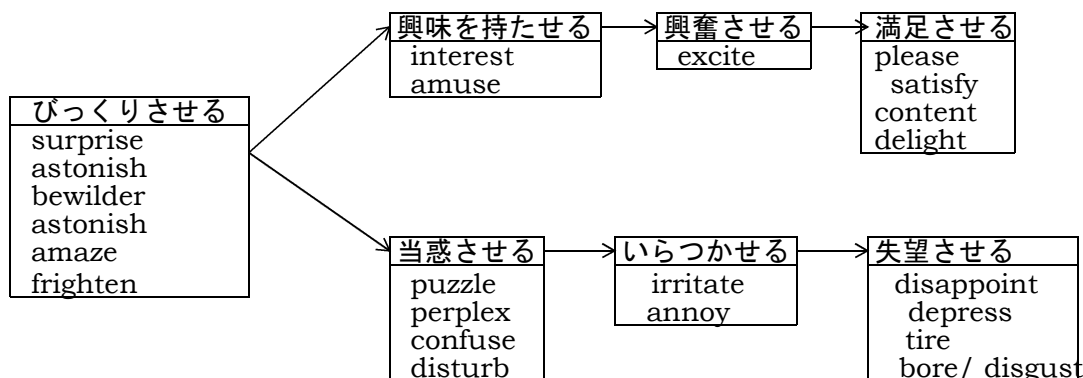 びっくりさせる
surprise
astonish
bewilder
astonish
amaze
frighten
興味を持たせる
interest
amuse
興奮させる
excite
満足させる
please
satisfy
content
delight
当惑させる
puzzle
perplex
confuse
disturb
いらつかせる
irritate
annoy
失望させる
disappoint
depress
tire
bore/ disgust